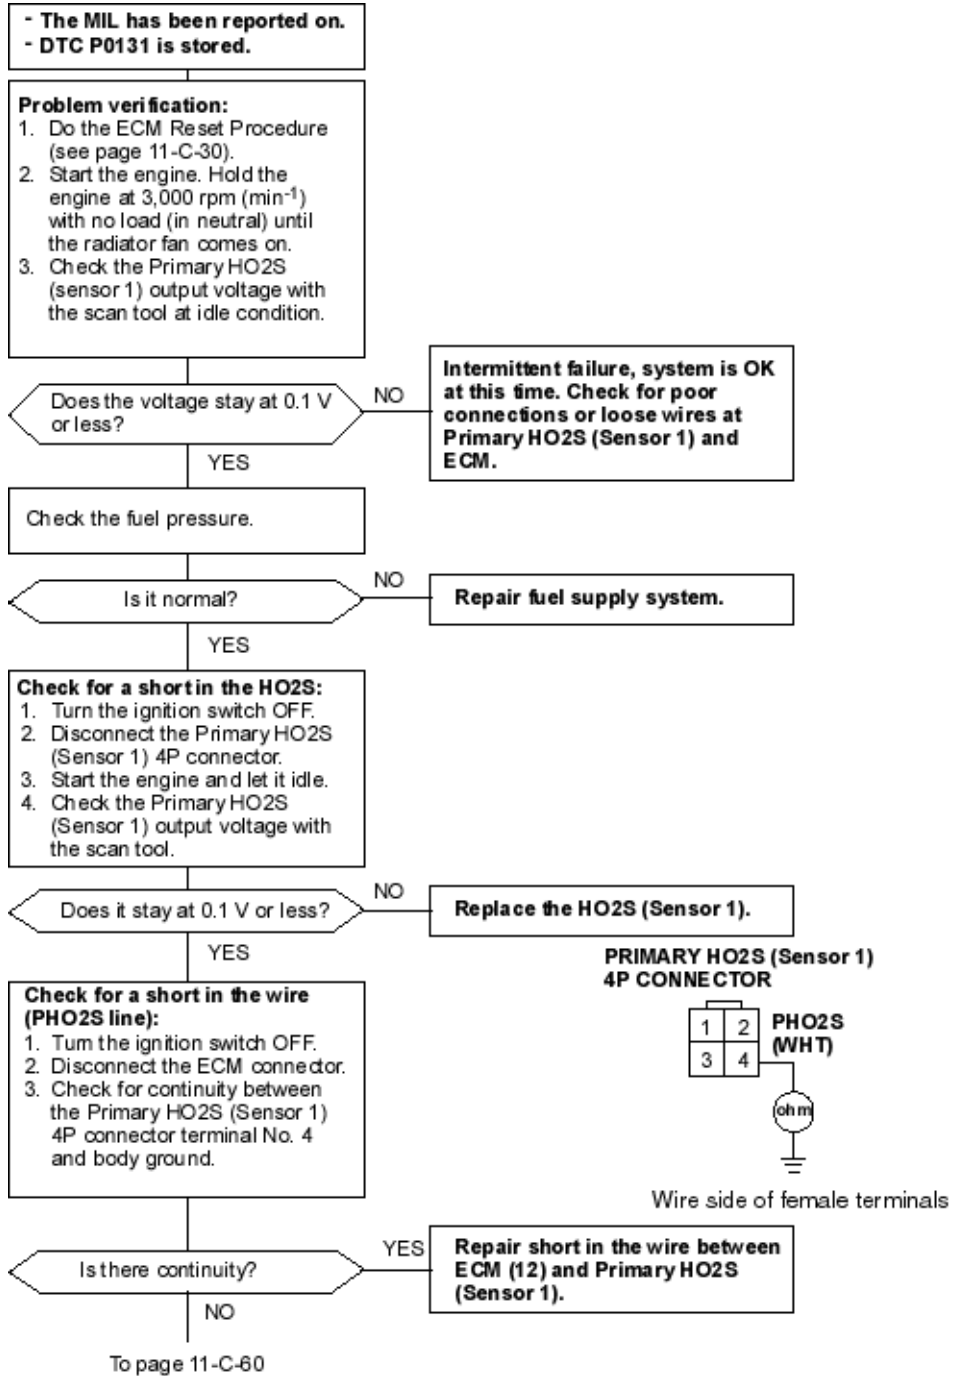 - The MIL has been reported on.
- DTC P0131 is stored.
Problem verification:
1. Do the ECM Reset Procedure
(see page 11-C-30).
2. Start the engine. Hold the
engine at 3,000 rpm (min-1)
with no load (in neutral) until
the radiator fan comes on.
3. Check the Primary HO2S
(sensor 1) output voltage with
the scan tool at idle condition.
Does the voltage stay at 0.1 V
or less?
NO
Intermittent failure, system is OK
at this time. Check for poor
connections or loose wires at
Primary HO2S (Sensor 1) and
ECM.
YES
Check the fuel pressure.
Is it normal?
NO
Repair fuel supply system.
YES
Check for a short in the HO2S:
1. Turn the ignition switch OFF.
2. Disconnect the Primary HO2S
(Sensor 1) 4P connector.
3. Start the engine and let it idle.
4. Check the Primary HO2S
(Sensor 1) output voltage with
the scan tool.
Does it stay at 0.1 V or less?
NO
Replace the HO2S (Sensor 1).
YES
Check for a short in the wire
(PHO2S line):
1. Turn the ignition switch OFF.
2. Disconnect the ECM connector.
3. Check for continuity between
the Primary HO2S (Sensor 1)
4P connector terminal No. 4
and body ground.
PRIMARY HO2S (Sensor 1)
4P CONNECTOR
1 2
3 4
PHO2S
(WHT)
ohm
Wire side of female terminals
Is there continuity?
YES
Repair short in the wire between
ECM (12) and Primary HO2S
(Sensor 1).
NO
To page 11-C-60